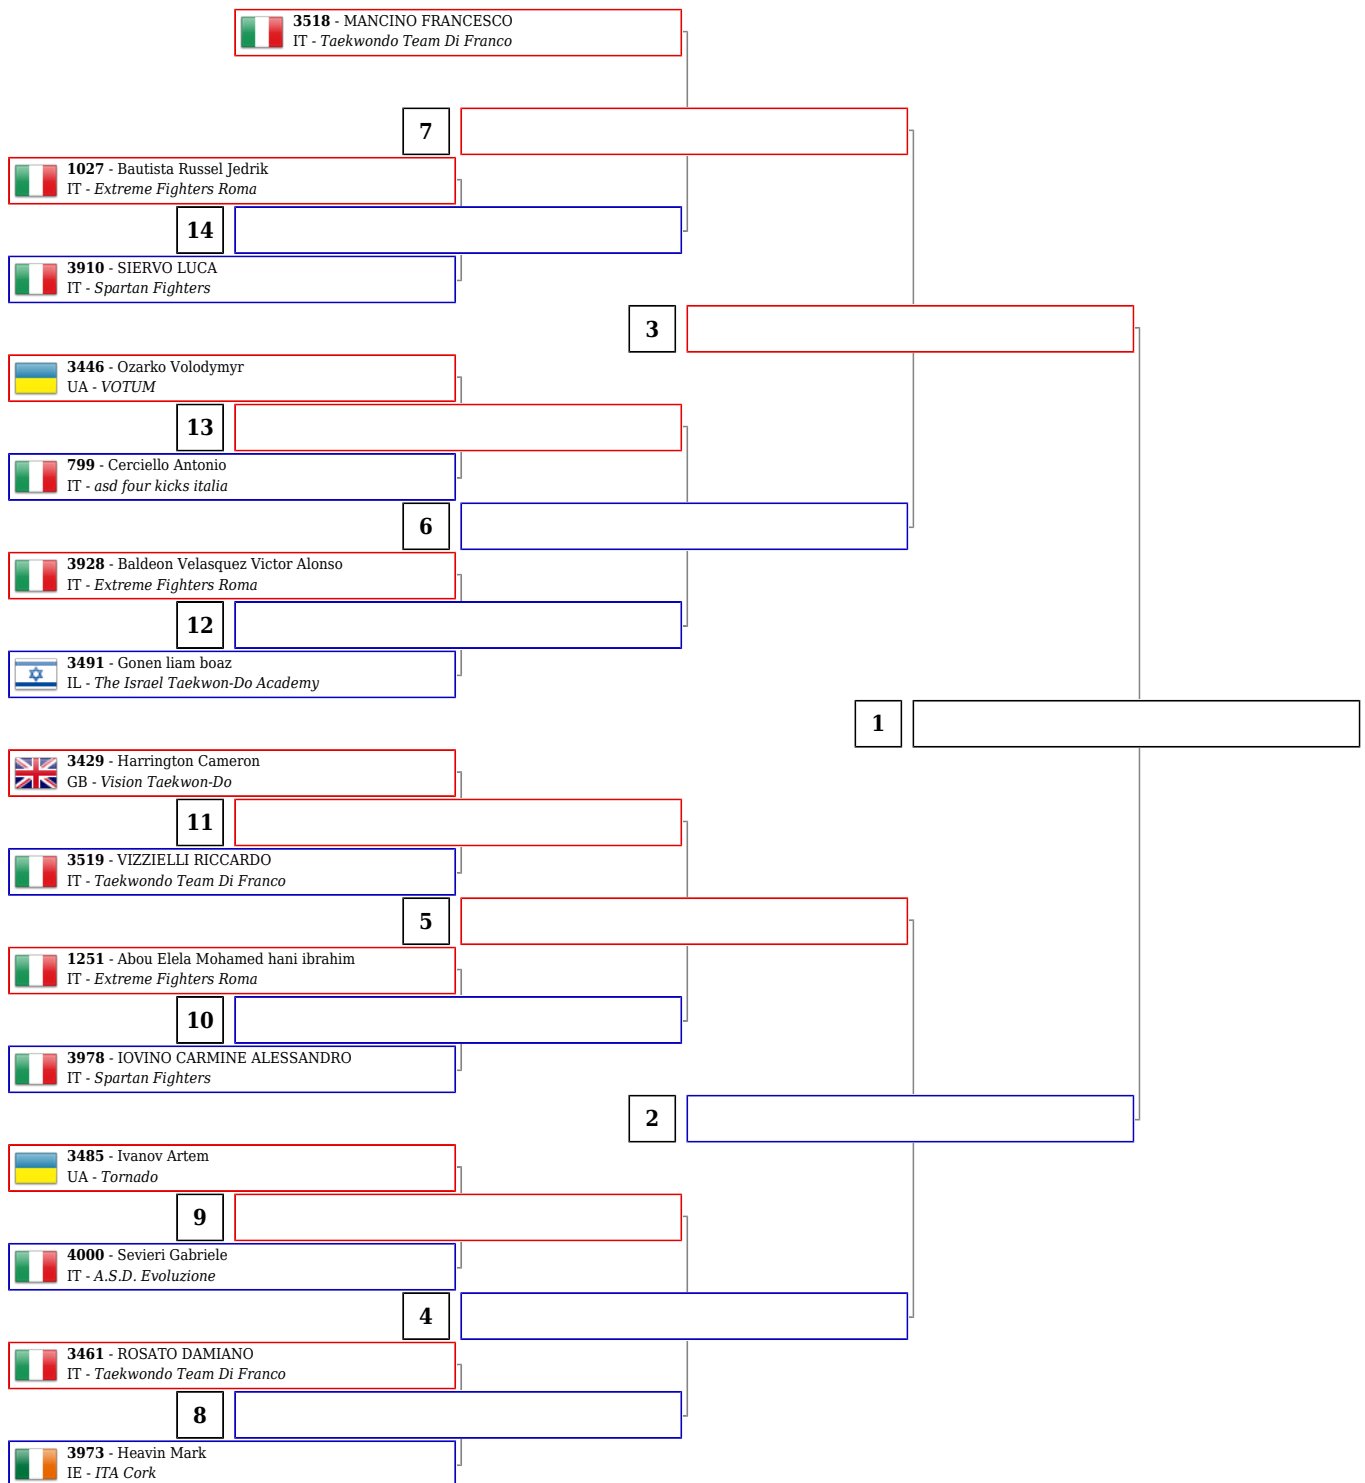 3518 - MANCINO FRANCESCO
IT - Taekwondo Team Di Franco
7
1027 - Bautista Russel Jedrik
IT - Extreme Fighters Roma
14
3910 - SIERVO LUCA
IT - Spartan Fighters
3
3446 - Ozarko Volodymyr
UA - VOTUM
13
799 - Cerciello Antonio
IT - asd four kicks italia
6
3928 - Baldeon Velasquez Victor Alonso
IT - Extreme Fighters Roma
12
3491 - Gonen liam boaz
IL - The Israel Taekwon-Do Academy
1
3429 - Harrington Cameron
GB - Vision Taekwon-Do
11
3519 - VIZZIELLI RICCARDO
IT - Taekwondo Team Di Franco
5
1251 - Abou Elela Mohamed hani ibrahim
IT - Extreme Fighters Roma
10
3978 - IOVINO CARMINE ALESSANDRO
IT - Spartan Fighters
2
3485 - Ivanov Artem
UA - Tornado
9
4000 - Sevieri Gabriele
IT - A.S.D. Evoluzione
4
3461 - ROSATO DAMIANO
IT - Taekwondo Team Di Franco
8
3973 - Heavin Mark
IE - ITA Cork